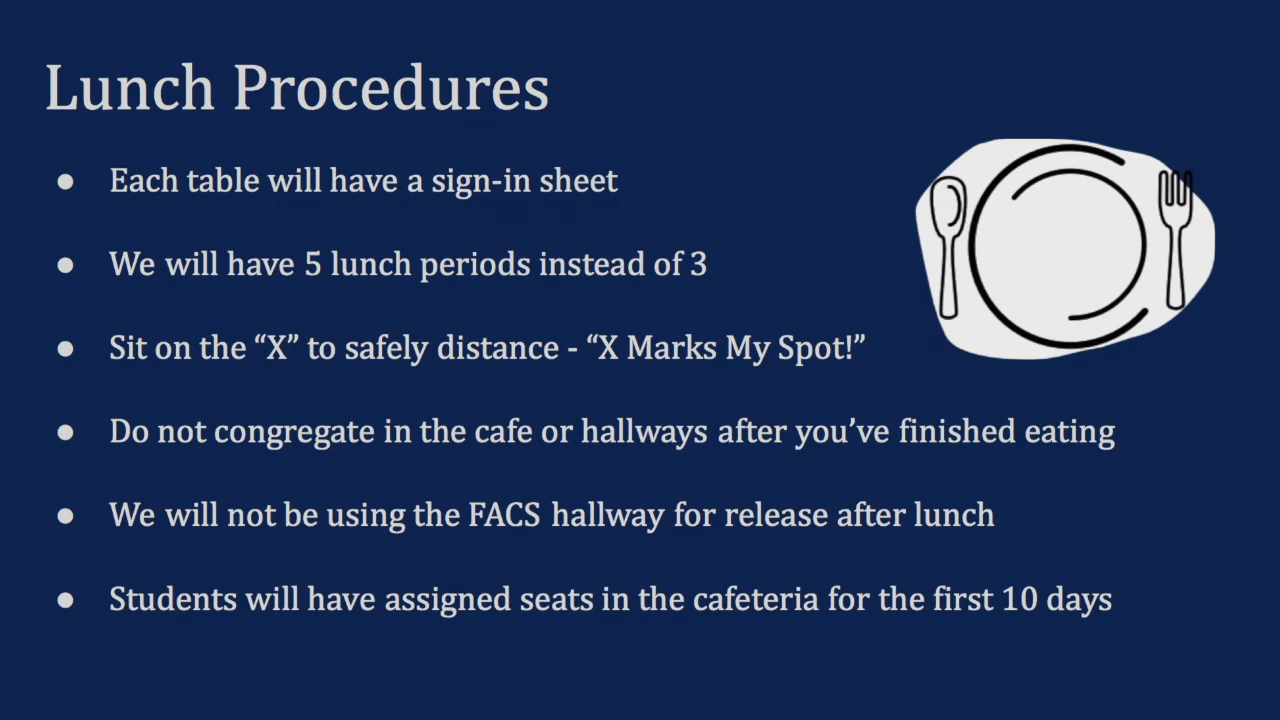 Lunch Procedures
● Each table will have a sign-in sheet
● We will have 5 lunch periods instead of 3
● Sit on the “X” to safely distance - “X Marks My Spot!”
● Do not congregate in the cafe or hallways after you’ve finished eating
● We will not be using the FACS hallway for release after lunch
● Students will have assigned seats in the cafeteria for the first 10 days